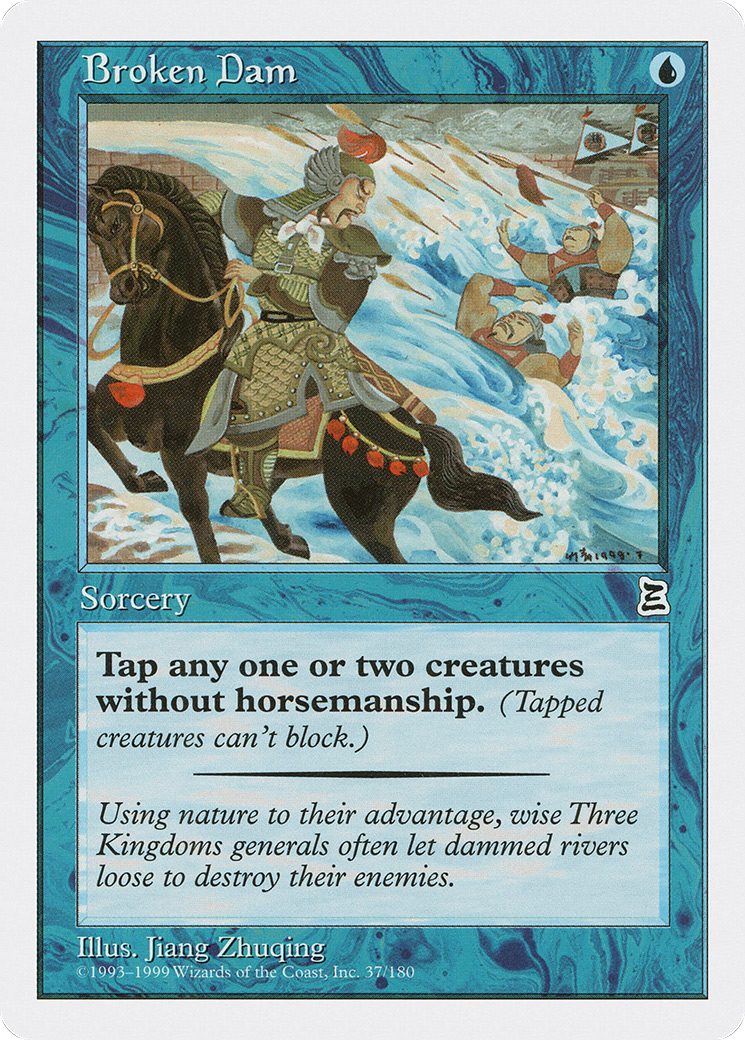 Broken Dam
1998.7
Sorcery
Tap any one or two creatures
without horsemanship. (Tapped
creatures can't block.)
Using nature to their advantage, wise Three
Kingdoms generals often let dammed rivers
loose to destroy their enemies.
Illus. Jiang Zhuqing
©1993–1999 Wizards of the Coast, Inc. 37/180